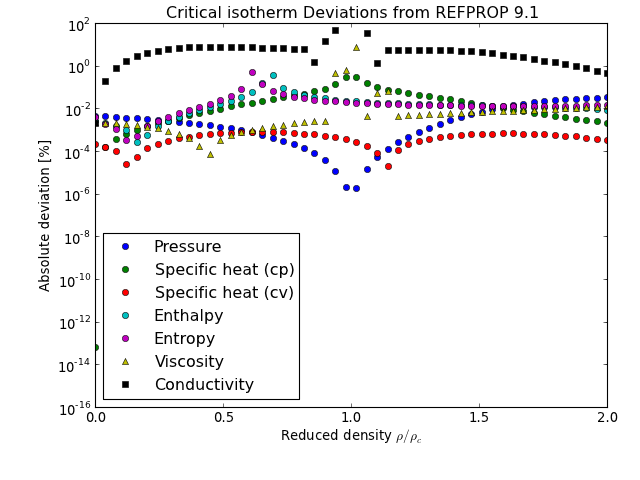 Critical isotherm Deviations from REFPROP 9.1
Absolute deviation [%]
10^2
10^0
10^-2
10^-4
10^-6
10^-8
10^-10
10^-12
10^-14
10^-16
Pressure
Specific heat (cp)
Specific heat (cv)
Enthalpy
Entropy
Viscosity
Conductivity
0.0 0.5 1.0 1.5 2.0
Reduced density ρ/ρ_c